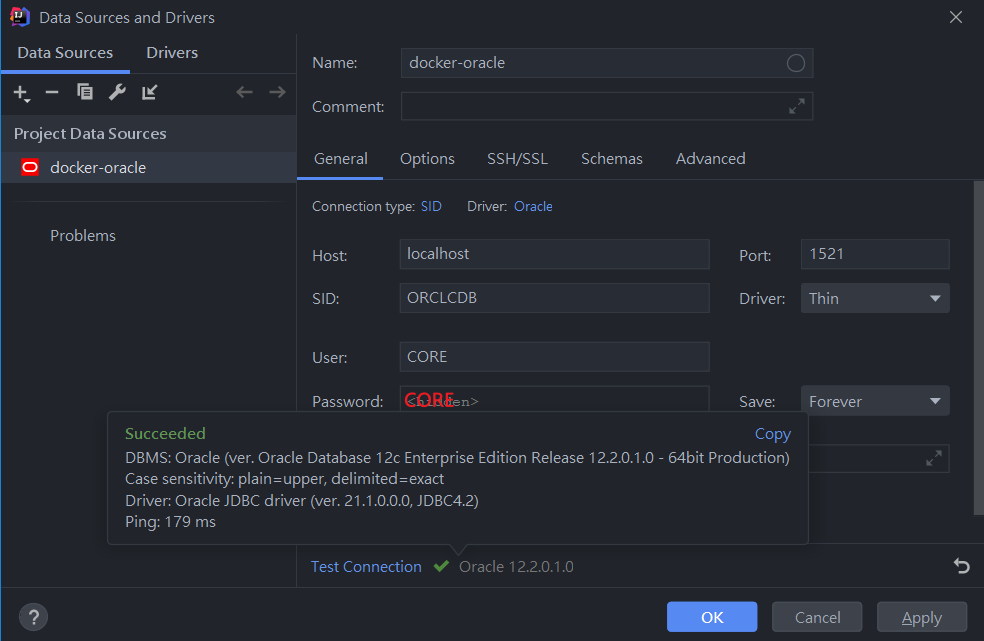 Data Sources and Drivers
Data Sources Drivers
Project Data Sources
docker-oracle
Problems
Name: docker-oracle
Comment:
General Options SSH/SSL Schemas Advanced
Connection type: SID Driver: Oracle
Host: localhost Port: 1521
SID: ORCLCDB Driver: Thin
User: CORE
Password: <hidden> CORE Save: Forever
Succeeded Copy
DBMS: Oracle (ver. Oracle Database 12c Enterprise Edition Release 12.2.0.1.0 - 64bit Production)
Case sensitivity: plain=upper, delimited=exact
Driver: Oracle JDBC driver (ver. 21.1.0.0.0, JDBC4.2)
Ping: 179 ms
Test Connection Oracle 12.2.0.1.0
? OK Cancel Apply